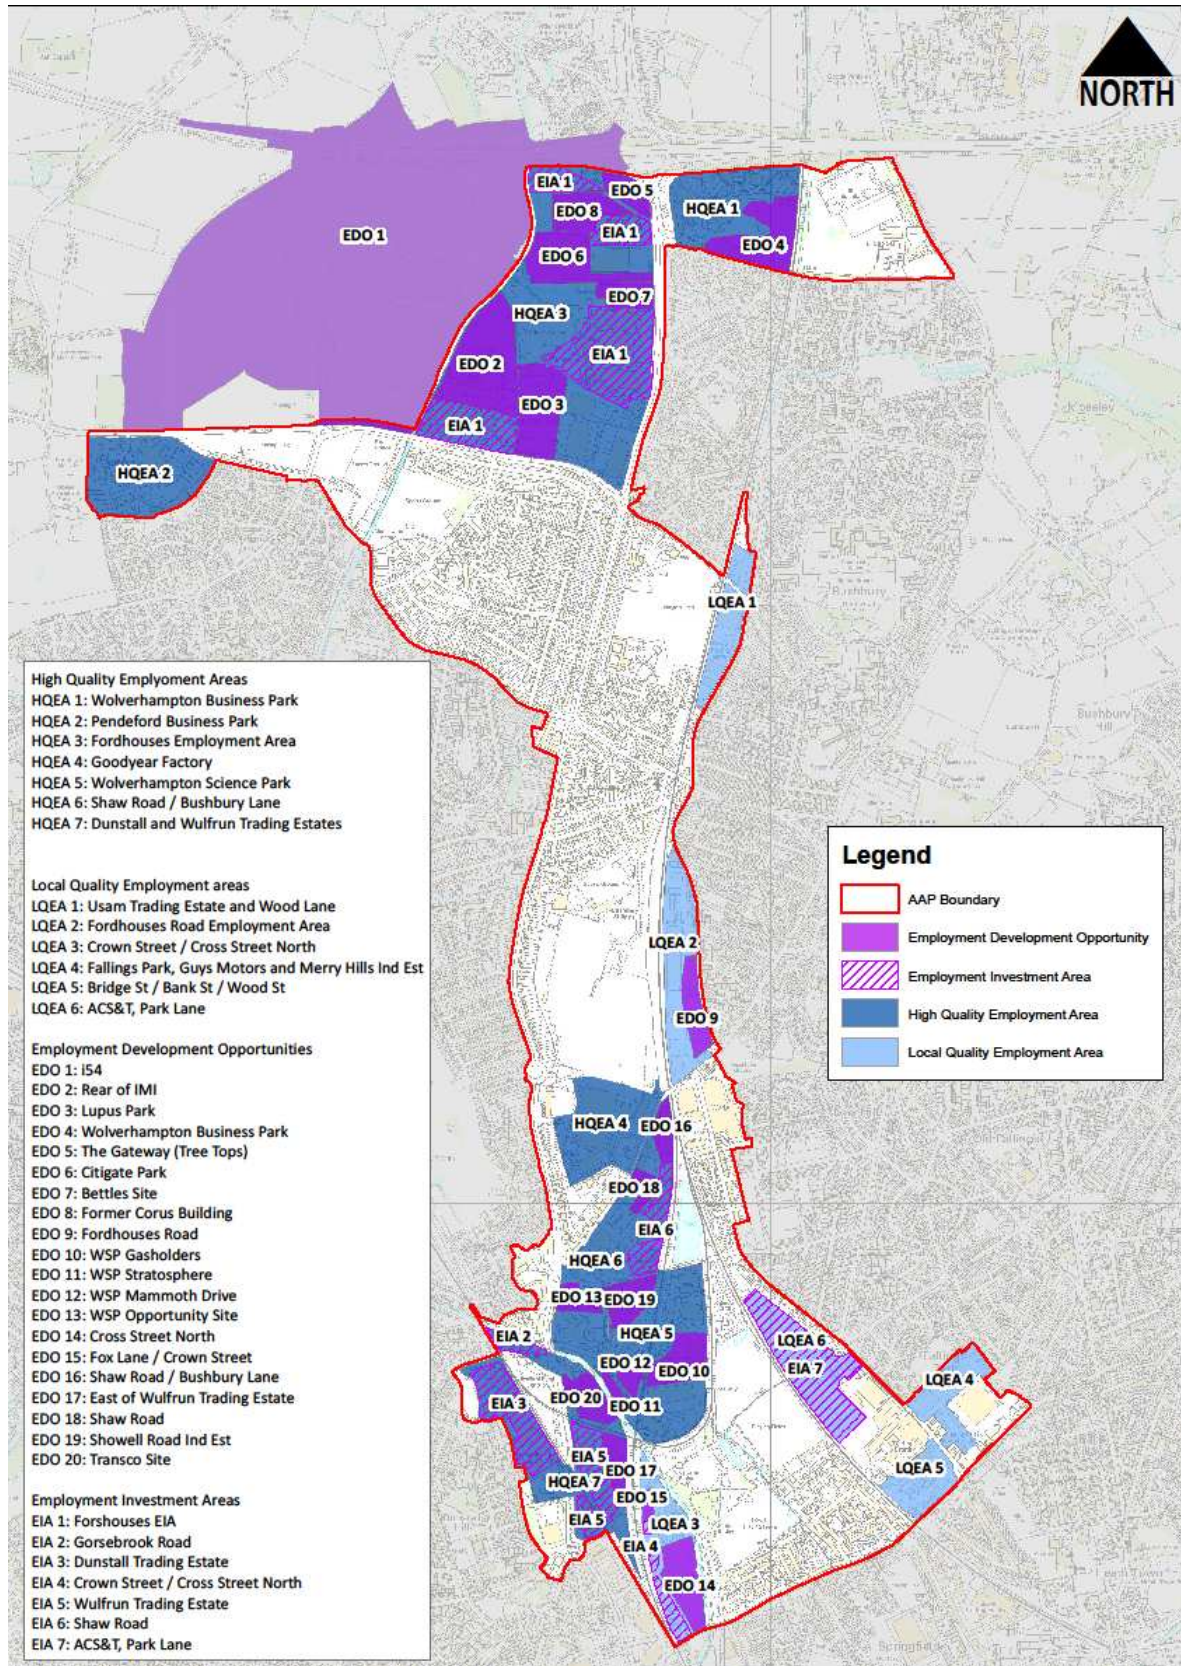 NORTH
EIA 1
EDO 5
EDO 8
HQEA 1
EDO 1
EIA 1
EDO 4
EDO 6
EDO 7
HQEA 3
EIA 1
EDO 2
EDO 3
EIA 1
HQEA 2
LQEA 1
Bushbury
Bushbury
Hill
High Quality Emplyoment Areas
HQEA 1: Wolverhampton Business Park
HQEA 2: Pendeford Business Park
HQEA 3: Fordhouses Employment Area
HQEA 4: Goodyear Factory
HQEA 5: Wolverhampton Science Park
HQEA 6: Shaw Road / Bushbury Lane
HQEA 7: Dunstall and Wulfrun Trading Estates
Local Quality Employment areas
LQEA 1: Usam Trading Estate and Wood Lane
LQEA 2: Fordhouses Road Employment Area
LQEA 3: Crown Street / Cross Street North
LQEA 4: Fallings Park, Guys Motors and Merry Hills Ind Est
LQEA 5: Bridge St / Bank St / Wood St
LQEA 6: ACS&T, Park Lane
Employment Development Opportunities
EDO 1: i54
EDO 2: Rear of IMI
EDO 3: Lupus Park
EDO 4: Wolverhampton Business Park
EDO 5: The Gateway (Tree Tops)
EDO 6: Citigate Park
EDO 7: Bettles Site
EDO 8: Former Corus Building
EDO 9: Fordhouses Road
EDO 10: WSP Gasholders
EDO 11: WSP Stratosphere
EDO 12: WSP Mammoth Drive
EDO 13: WSP Opportunity Site
EDO 14: Cross Street North
EDO 15: Fox Lane / Crown Street
EDO 16: Shaw Road / Bushbury Lane
EDO 17: East of Wulfrun Trading Estate
EDO 18: Shaw Road
EDO 19: Showell Road Ind Est
EDO 20: Transco Site
Employment Investment Areas
EIA 1: Forshouses EIA
EIA 2: Gorsebrook Road
EIA 3: Dunstall Trading Estate
EIA 4: Crown Street / Cross Street North
EIA 5: Wulfrun Trading Estate
EIA 6: Shaw Road
EIA 7: ACS&T, Park Lane
Legend
AAP Boundary
Employment Development Opportunity
Employment Investment Area
High Quality Employment Area
Local Quality Employment Area
LQEA 2
EDO 9
HQEA 4
EDO 16
EDO 18
EIA 6
HQEA 6
EDO 13
EDO 19
EIA 2
HQEA 5
LQEA 6
EDO 12
EDO 10
EIA 7
LQEA 4
EIA 3
EDO 20
EDO 11
EIA 5
EDO 17
LQEA 5
HQEA 7
EDO 15
EIA 5
LQEA 3
EIA 4
EDO 14
Springfield